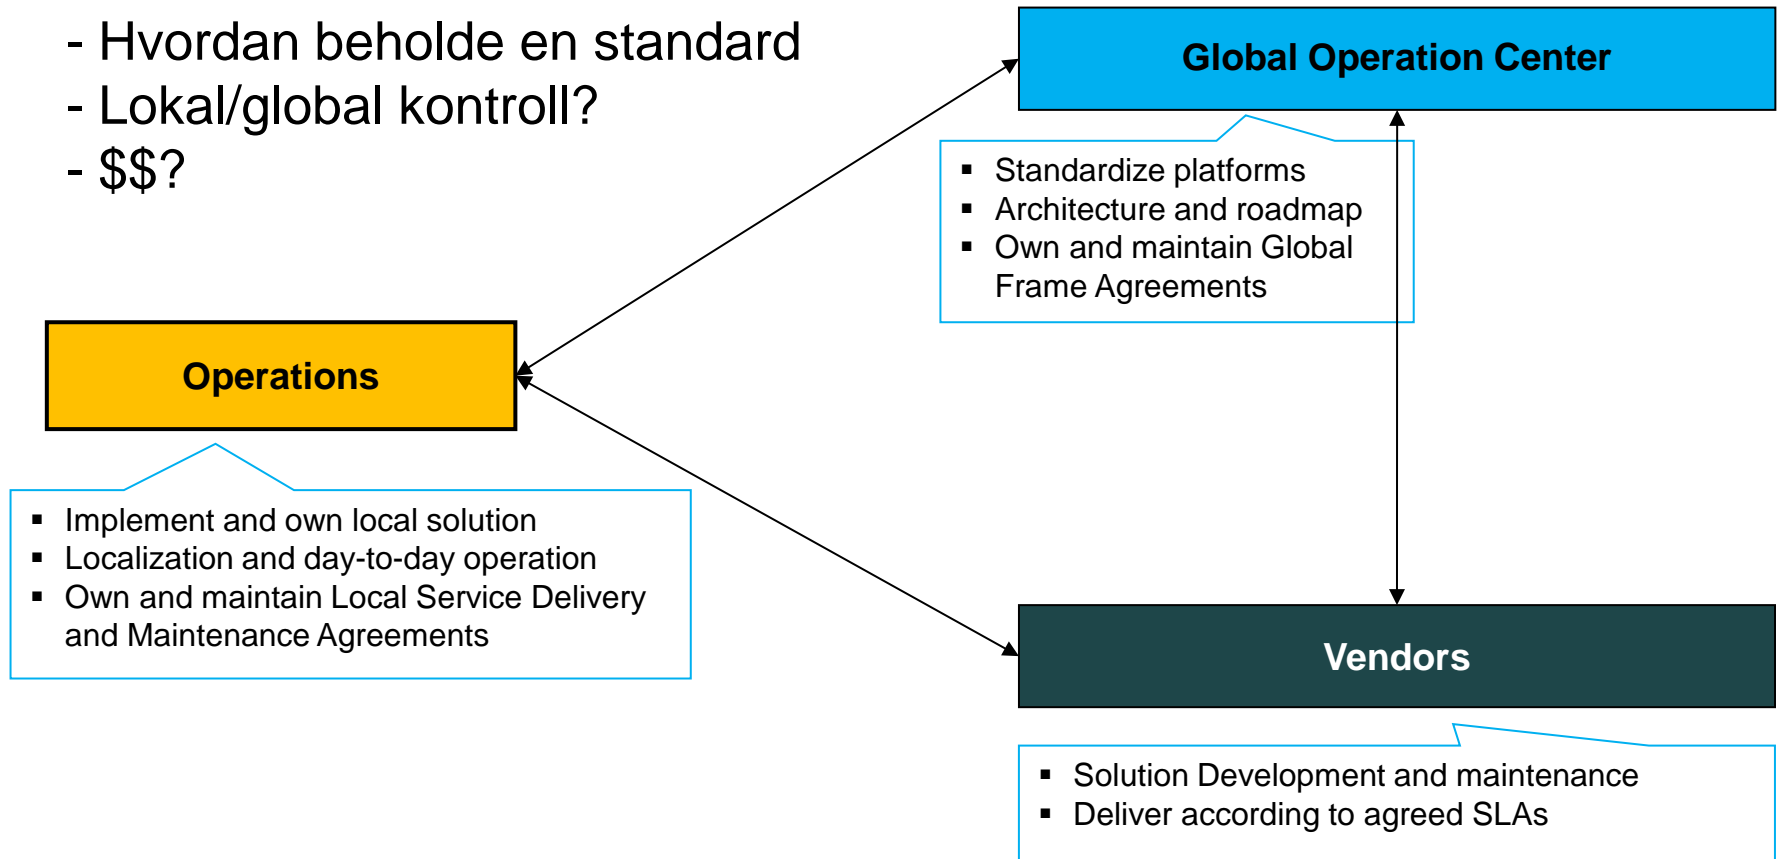 - Hvordan beholde en standard
- Lokal/global kontroll?
- $$?
Global Operation Center
▪ Standardize platforms
▪ Architecture and roadmap
▪ Own and maintain Global
Frame Agreements
Operations
▪ Implement and own local solution
▪ Localization and day-to-day operation
▪ Own and maintain Local Service Delivery
and Maintenance Agreements
Vendors
▪ Solution Development and maintenance
▪ Deliver according to agreed SLAs